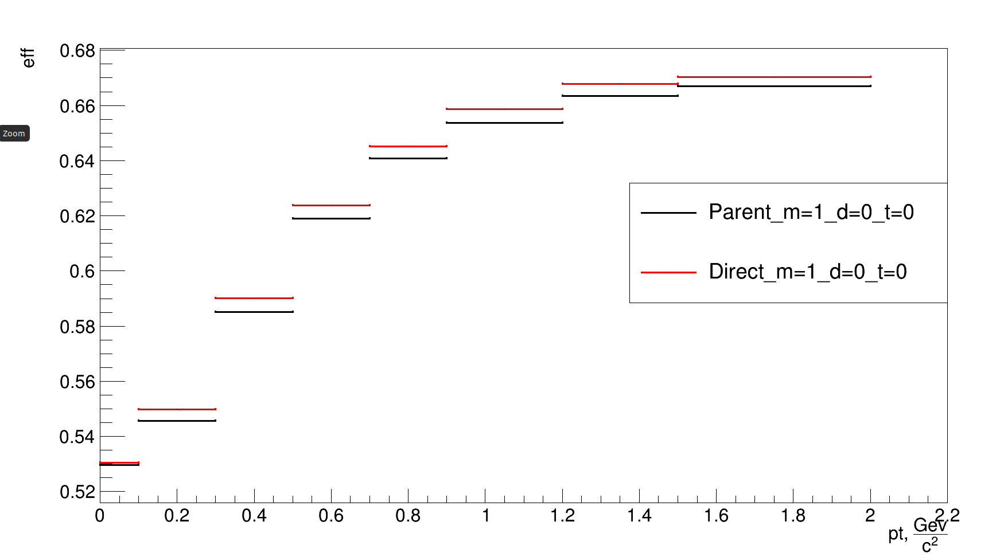 eff
0.68
0.66
Zoom
0.64
0.62
0.6
0.58
0.56
0.54
0.52
Parent_m=1_d=0_t=0
Direct_m=1_d=0_t=0
0 0.2 0.4 0.6 0.8 1 1.2 1.4 1.6 1.8 2 2.2
pt, Gev
c²